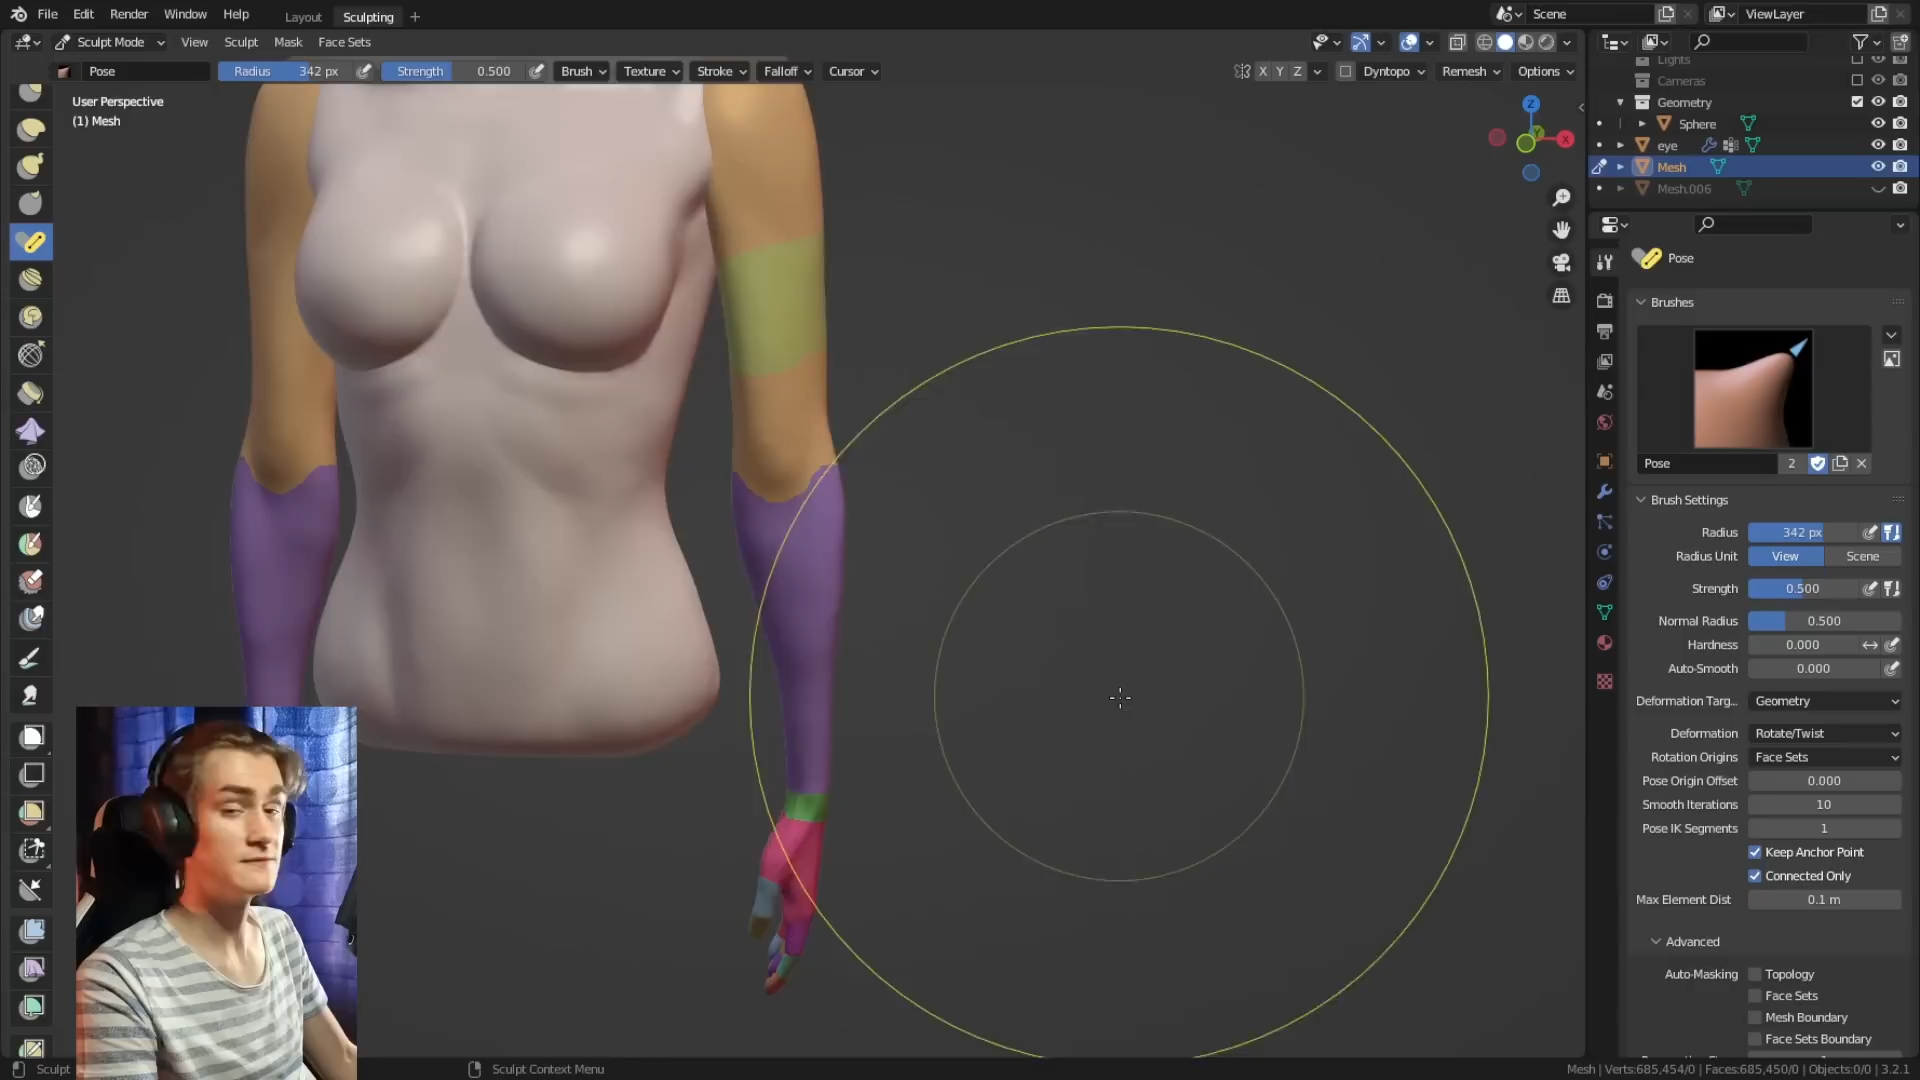 File Edit Render Window Help Layout Sculpting + Scene ViewLayer
Sculpt Mode View Sculpt Mask Face Sets
Pose Radius 342 px Strength 0.500 Brush Texture Stroke Falloff Cursor X Y Z Dyntopo Remesh Options
User Perspective
(1) Mesh
Z
X
Lights
Cameras
Geometry
Sphere
eye
Mesh
Mesh.006
Pose
Brushes
Pose 2
Brush Settings
Radius 342 px
Radius Unit View Scene
Strength 0.500
Normal Radius 0.500
Hardness 0.000
Auto-Smooth 0.000
Deformation Targ... Geometry
Deformation Rotate/Twist
Rotation Origins Face Sets
Pose Origin Offset 0.000
Smooth Iterations 10
Pose IK Segments 1
Keep Anchor Point
Connected Only
Max Element Dist 0.1 m
Advanced
Auto-Masking Topology
Face Sets
Mesh Boundary
Face Sets Boundary
Sculpt Sculpt Context Menu Mesh | Verts:685,454/0 | Faces:685,450/0 | Objects:0/0 | 3.2.1